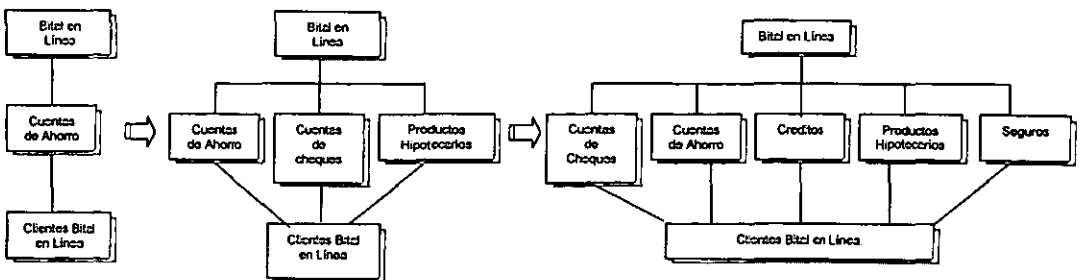 Bital en
Línea
Cuentas
de Ahorro
Clientes Bital
en Línea
Bital en
Línea
Cuentas
de Ahorro
Cuentas
de
cheques
Productos
Hipotecarios
Clientes Bital
en Línea
Bital en Línea
Cuentas
de
Cheques
Cuentas
de Ahorro
Creditos
Productos
Hipotecarios
Seguros
Clientes Bital en Línea